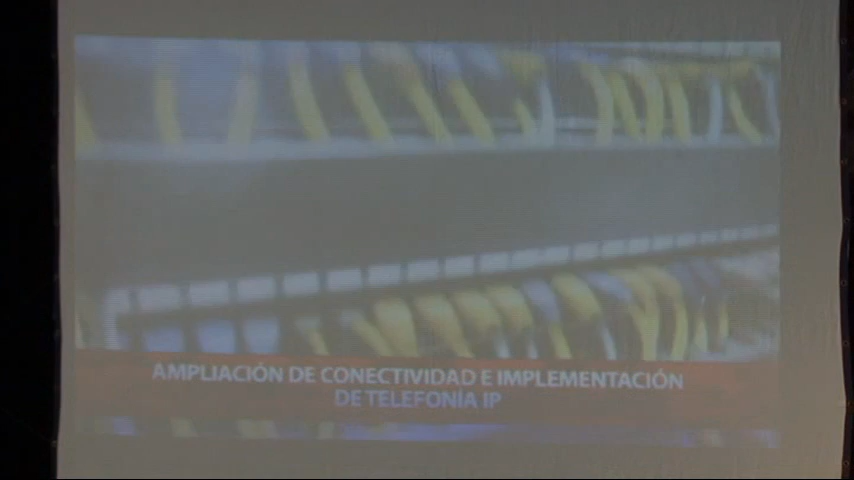 AMPLIACIÓN DE CONECTIVIDAD E IMPLEMENTACIÓN
DE TELEFONÍA IP